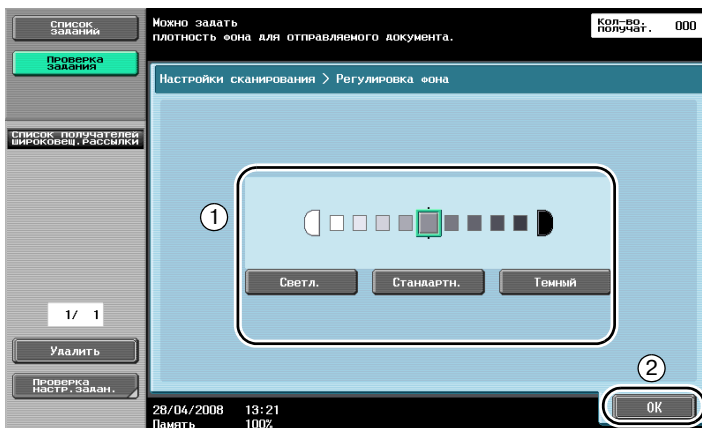 Список
заданий
Проверка
задания
Список получателей
широковещ.рассылки
1/ 1
Удалить
Проверка
настр.задан.
Можно задать
плотность фона для отправляемого документа.
Кол-во.
получат.
000
Настройки сканирования > Регулировка фона
1
Светл.
Стандартн.
Темный
2
OK
28/04/2008 13:21
Память 100%